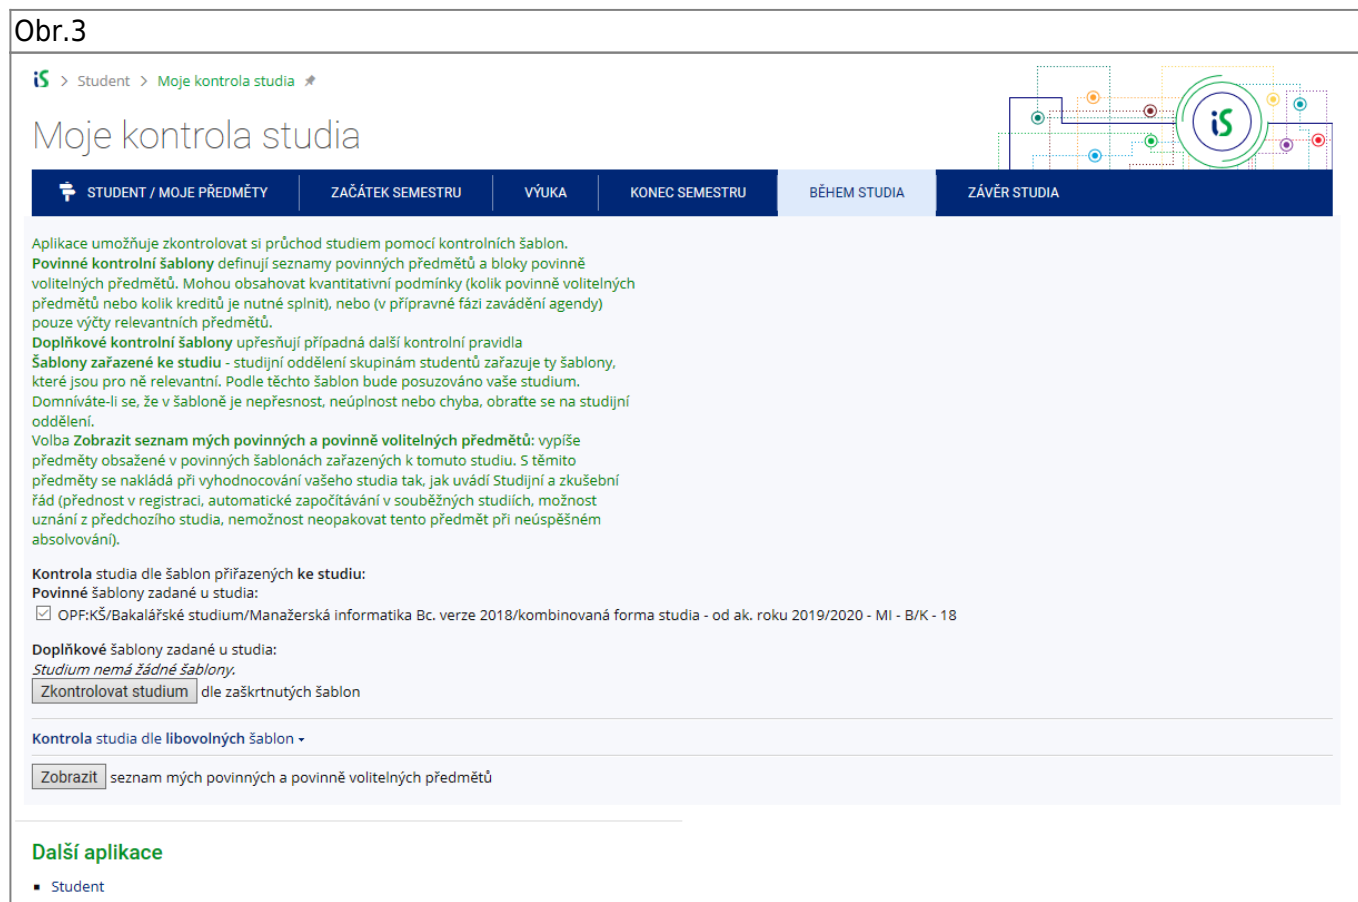 Obr.3
iS > Student > Moje kontrola studia
iS
Moje kontrola studia
STUDENT / MOJE PŘEDMĚTY ZAČÁTEK SEMESTRU VÝUKA KONEC SEMESTRU BĚHEM STUDIA ZÁVĚR STUDIA
Aplikace umožňuje zkontrolovat si průchod studiem pomocí kontrolních šablon.
Povinné kontrolní šablony definují seznamy povinných předmětů a bloky povinně
volitelných předmětů. Mohou obsahovat kvantitativní podmínky (kolik povinně volitelných
předmětů nebo kolik kreditů je nutné splnit), nebo (v přípravné fázi zavádění agendy)
pouze výčty relevantních předmětů.
Doplňkové kontrolní šablony upřesňují případná další kontrolní pravidla
Šablony zařazené ke studiu - studijní oddělení skupinám studentů zařazuje ty šablony,
které jsou pro ně relevantní. Podle těchto šablon bude posuzováno vaše studium.
Domníváte-li se, že v šabloně je nepřesnost, neúplnost nebo chyba, obraťte se na studijní
oddělení.
Volba Zobrazit seznam mých povinných a povinně volitelných předmětů: vypíše
předměty obsažené v povinných šablonách zařazených k tomuto studiu. S těmito
předměty se nakládá při vyhodnocování vašeho studia tak, jak uvádí Studijní a zkušební
řád (přednost v registraci, automatické započítávání v souběžných studiích, možnost
uznání z předchozího studia, nemožnost neopakovat tento předmět při neúspěšném
absolvování).
Kontrola studia dle šablon přiřazených ke studiu:
Povinné šablony zadané u studia:
OPF:KŠ/Bakalářské studium/Manažerská informatika Bc. verze 2018/kombinovaná forma studia - od ak. roku 2019/2020 - MI - B/K - 18
Doplňkové šablony zadané u studia:
Studium nemá žádné šablony.
Zkontrolovat studium dle zaškrtnutých šablon
Kontrola studia dle libovolných šablon
Zobrazit seznam mých povinných a povinně volitelných předmětů
Další aplikace
Student